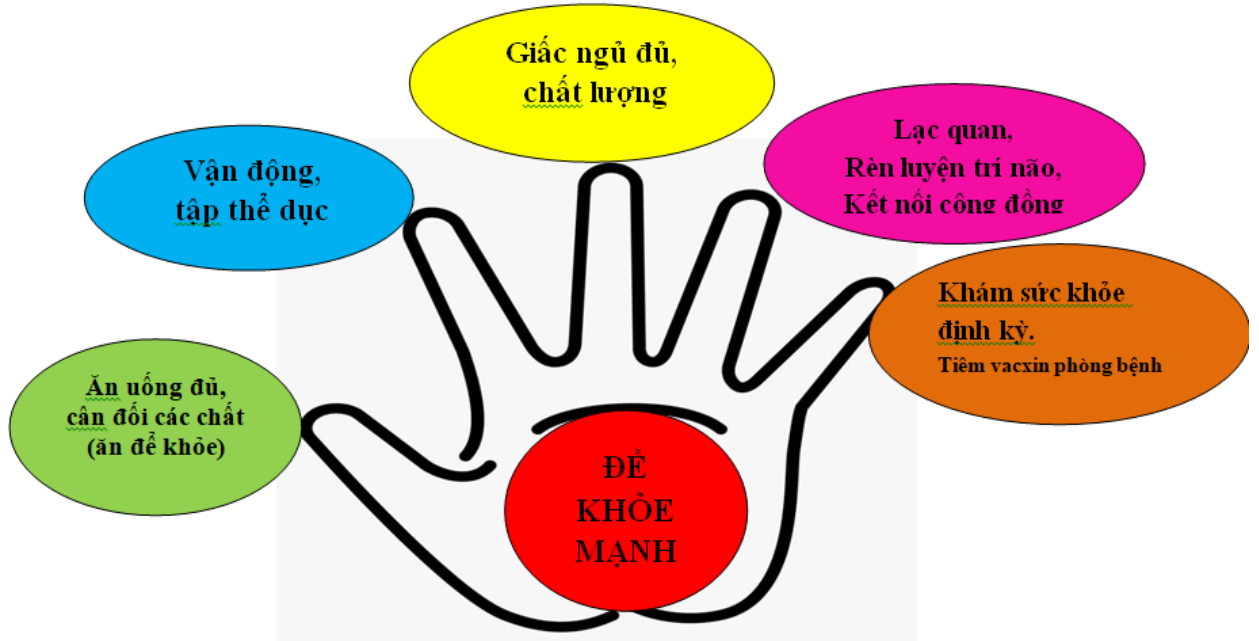 Giấc ngủ đủ,
chất lượng
Vận động,
tập thể dục
Lạc quan,
Rèn luyện trí não,
Kết nối công đồng
Khám sức khỏe
định kỳ.
Tiêm vacxin phòng bệnh
Ăn uống đủ,
cân đối các chất
(ăn để khỏe)
ĐỂ
KHỎE
MẠNH